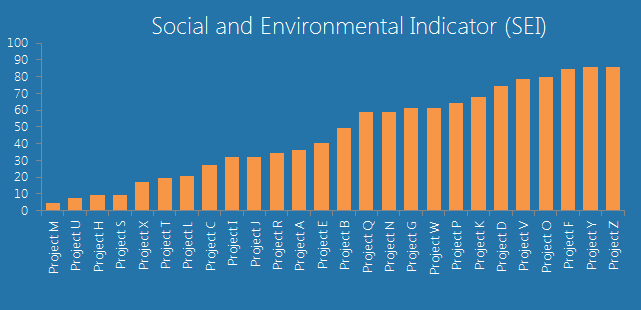 Social and Environmental Indicator (SEI)
100
90
80
70
60
50
40
30
20
10
0
Project M
Project U
Project H
Project S
Project X
Project T
Project L
Project C
Project I
Project J
Project R
Project A
Project E
Project B
Project Q
Project N
Project G
Project W
Project P
Project K
Project D
Project V
Project O
Project F
Project Y
Project Z